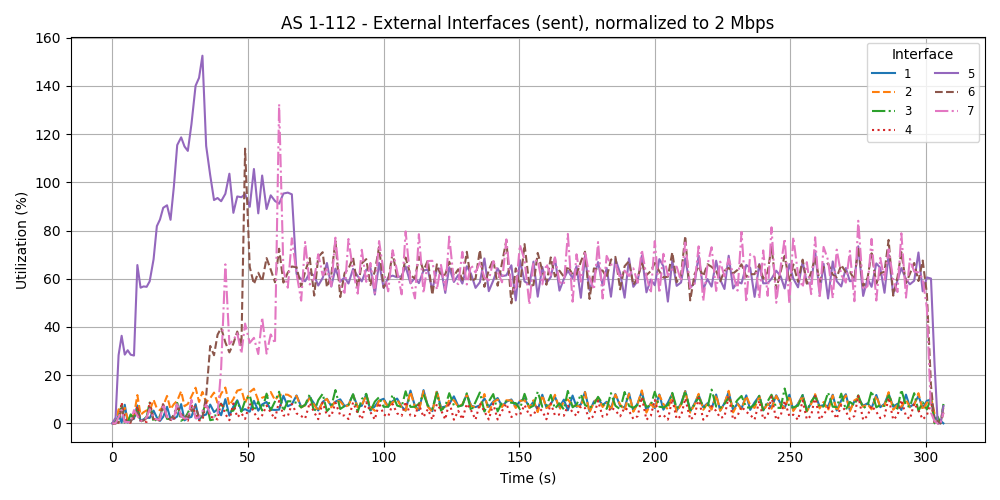 AS 1-112 - External Interfaces (sent), normalized to 2 Mbps
Utilization (%)
160
140
120
100
80
60
40
20
0
0 50 100 150 200 250 300
Time (s)
Interface
1 5
2 6
3 7
4